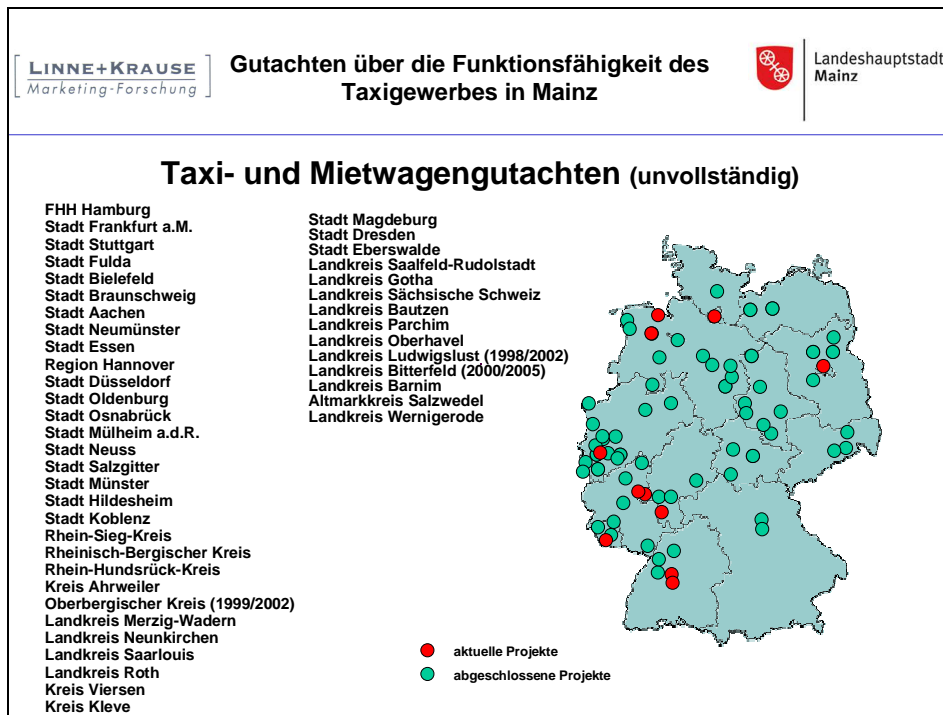 LINNE+KRAUSE
Marketing-Forschung
Gutachten über die Funktionsfähigkeit des
Taxigewerbes in Mainz
Landeshauptstadt
Mainz
Taxi- und Mietwagengutachten (unvollständig)
FHH Hamburg
Stadt Frankfurt a.M.
Stadt Stuttgart
Stadt Fulda
Stadt Bielefeld
Stadt Braunschweig
Stadt Aachen
Stadt Neumünster
Stadt Essen
Region Hannover
Stadt Düsseldorf
Stadt Oldenburg
Stadt Osnabrück
Stadt Mülheim a.d.R.
Stadt Neuss
Stadt Salzgitter
Stadt Münster
Stadt Hildesheim
Stadt Koblenz
Rhein-Sieg-Kreis
Rheinisch-Bergischer Kreis
Rhein-Hundsrück-Kreis
Kreis Ahrweiler
Oberbergischer Kreis (1999/2002)
Landkreis Merzig-Wadern
Landkreis Neunkirchen
Landkreis Saarlouis
Landkreis Roth
Kreis Viersen
Kreis Kleve
Stadt Magdeburg
Stadt Dresden
Stadt Eberswalde
Landkreis Saalfeld-Rudolstadt
Landkreis Gotha
Landkreis Sächsische Schweiz
Landkreis Bautzen
Landkreis Parchim
Landkreis Oberhavel
Landkreis Ludwigslust (1998/2002)
Landkreis Bitterfeld (2000/2005)
Landkreis Barnim
Altmarkkreis Salzwedel
Landkreis Wernigerode
aktuelle Projekte
abgeschlossene Projekte